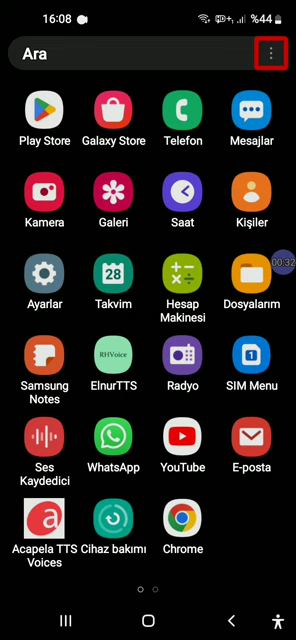 16:08 %44
Ara
Play Store Galaxy Store Telefon Mesajlar
Kamera Galeri Saat Kişiler
00:32
28
Ayarlar Takvim Hesap Makinesi Dosyalarım
RHVoice
1
Samsung Notes ElnurTTS Radyo SIM Menu
Ses Kaydedici WhatsApp YouTube E-posta
a
Acapela TTS Voices Cihaz bakımı Chrome